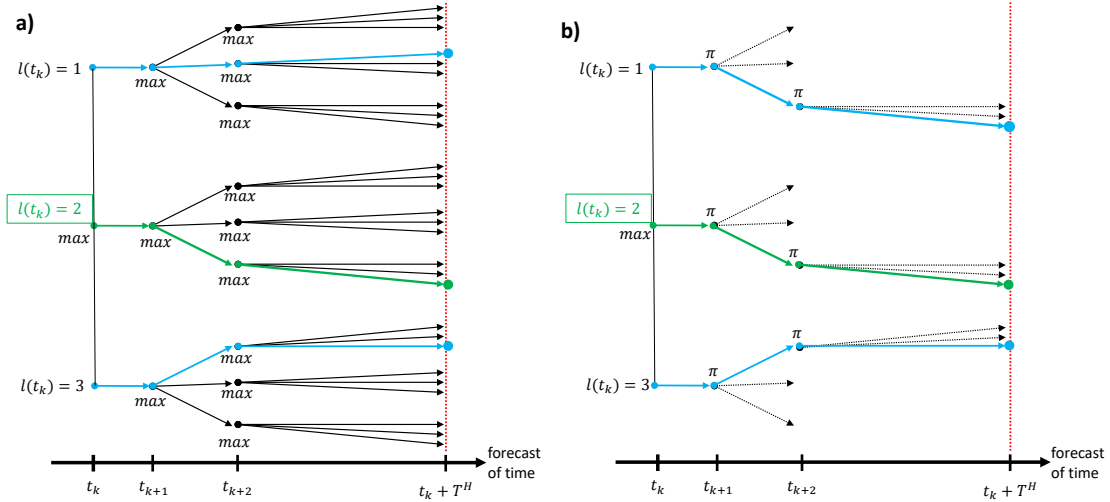 a)
max
max
l(t_k) = 1
max
max
max
l(t_k) = 2
max
max
max
max
max
l(t_k) = 3
max
max
max
t_k
t_{k+1}
t_{k+2}
t_k + T^H
forecast
of time
b)
π
l(t_k) = 1
π
π
l(t_k) = 2
max
π
π
l(t_k) = 3
π
t_k
t_{k+1}
t_{k+2}
t_k + T^H
forecast
of time